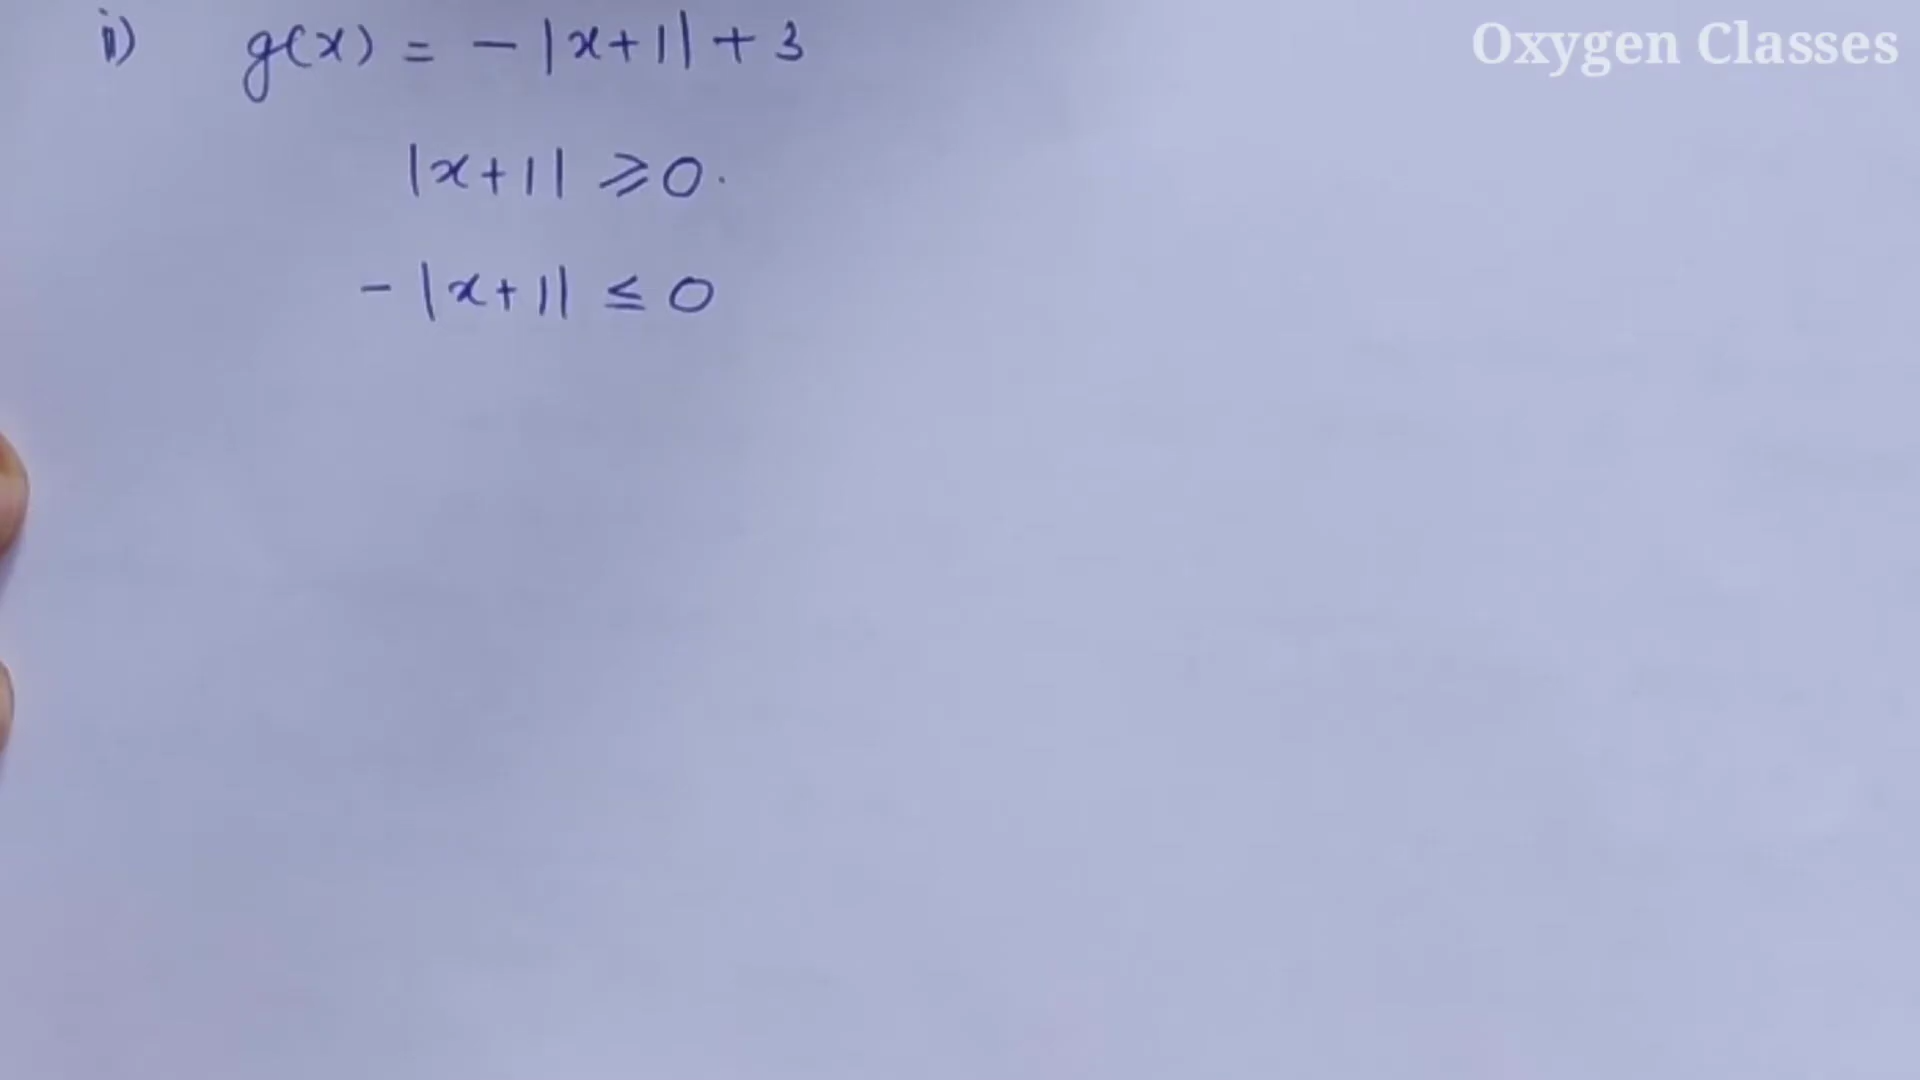 ii) g(x) = - |x+1| + 3
Oxygen Classes
|x+1| ⩾ 0.
- |x+1| ≤ 0